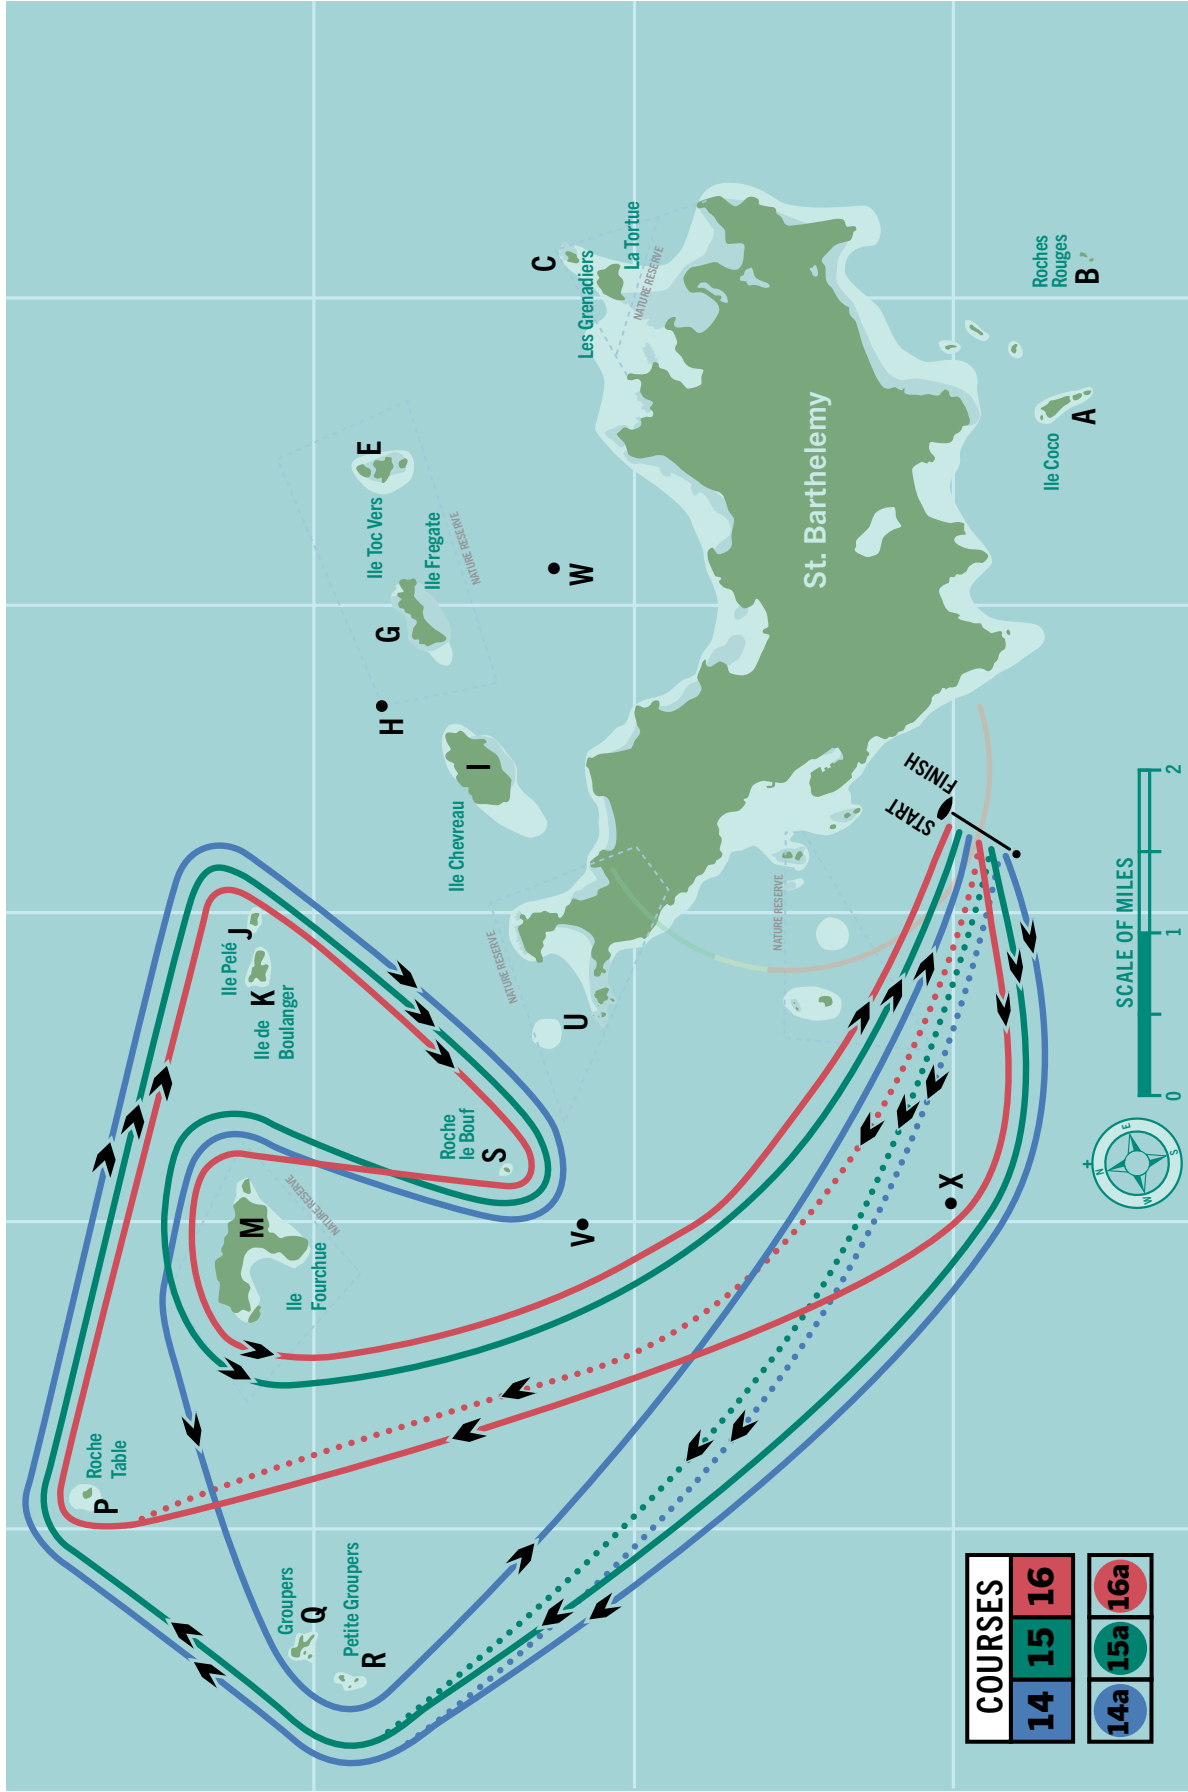 C
Les Grenadiers
La Tortue
NATURE RESERVE
Roches
Rouges
B
E
Ile Toc Vers
Ile Fregate
NATURE RESERVE
G
W
H
I
Ile Chevreau
St. Barthelemy
A
Ile Coco
START
FINISH
NATURE RESERVE
NATURE RESERVE
U
J
Ile Pelé
K
Ile de
Boulanger
Roche
le Bouf
S
M
NATURE RESERVE
Ile
Fourchue
V
X
P
Roche
Table
Groupers
Q
Petite Groupers
R
SCALE OF MILES
0
1
2
N
E
S
W
COURSES
14
15
16
14a
15a
16a